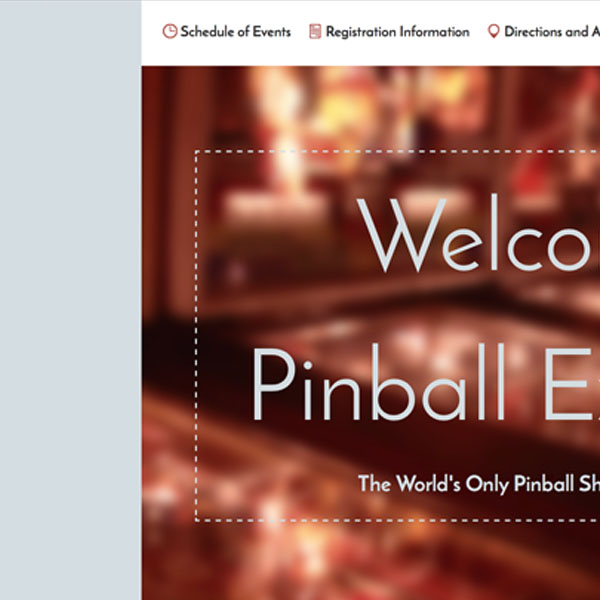 Schedule of Events Registration Information Directions and A
Welco
Pinball E
The World's Only Pinball Sh